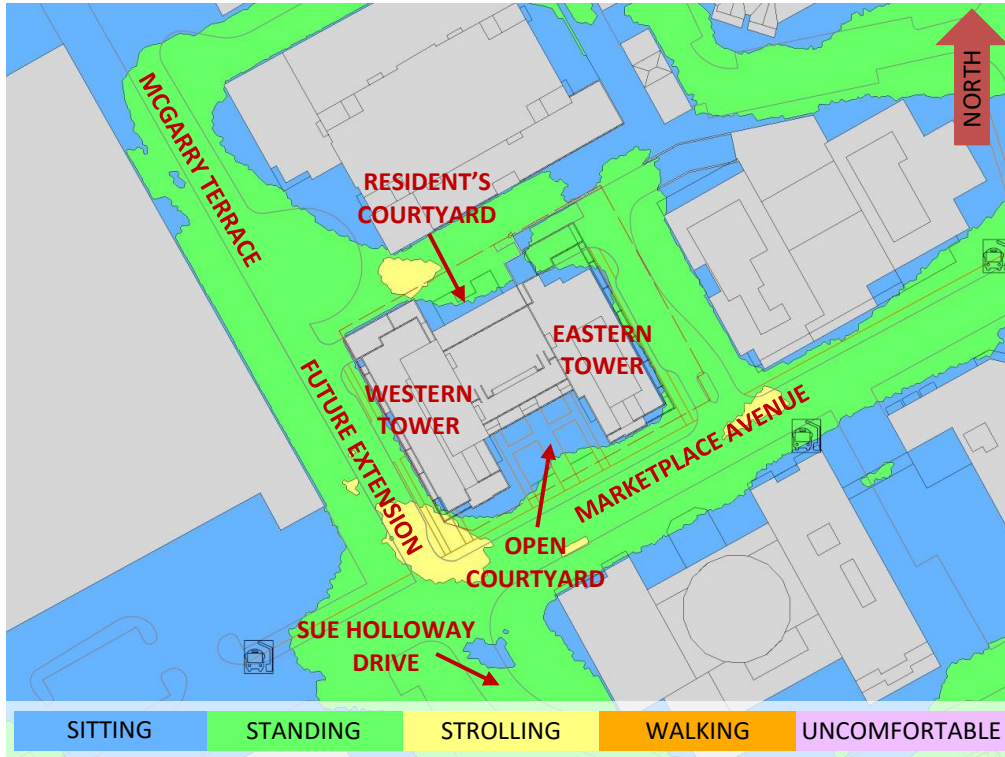 NORTH
MCGARRY TERRACE
RESIDENT'S
COURTYARD
EASTERN
TOWER
WESTERN
TOWER
FUTURE EXTENSION
MARKETPLACE AVENUE
OPEN
COURTYARD
SUE HOLLOWAY
DRIVE
SITTING
STANDING
STROLLING
WALKING
UNCOMFORTABLE